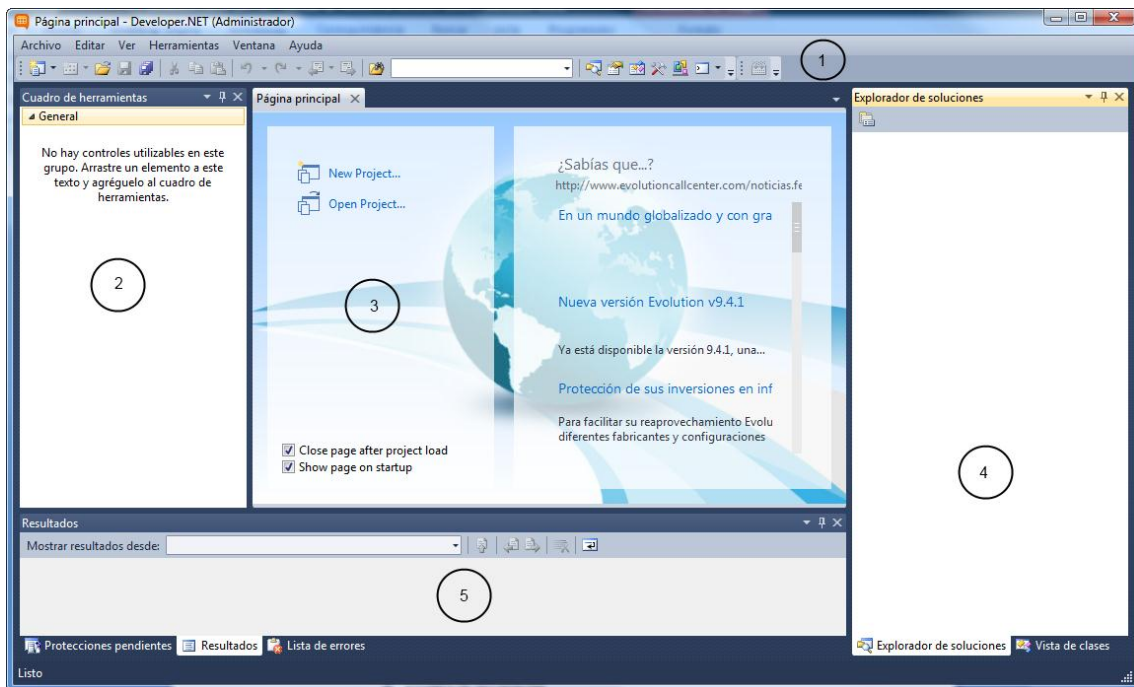 Página principal - Developer.NET (Administrador)
Archivo Editar Ver Herramientas Ventana Ayuda
1
Cuadro de herramientas
General
No hay controles utilizables en este
grupo. Arrastre un elemento a este
texto y agréguelo al cuadro de
herramientas.
2
Página principal
New Project...
Open Project...
3
Close page after project load
Show page on startup
¿Sabías que...?
http://www.evolutioncallcenter.com/noticias.fe
En un mundo globalizado y con gra
Nueva versión Evolution v9.4.1
Ya está disponible la versión 9.4.1, una...
Protección de sus inversiones en inf
Para facilitar su reaprovechamiento Evolu
diferentes fabricantes y configuraciones
Explorador de soluciones
4
Resultados
Mostrar resultados desde:
5
Protecciones pendientes Resultados Lista de errores
Explorador de soluciones Vista de clases
Listo